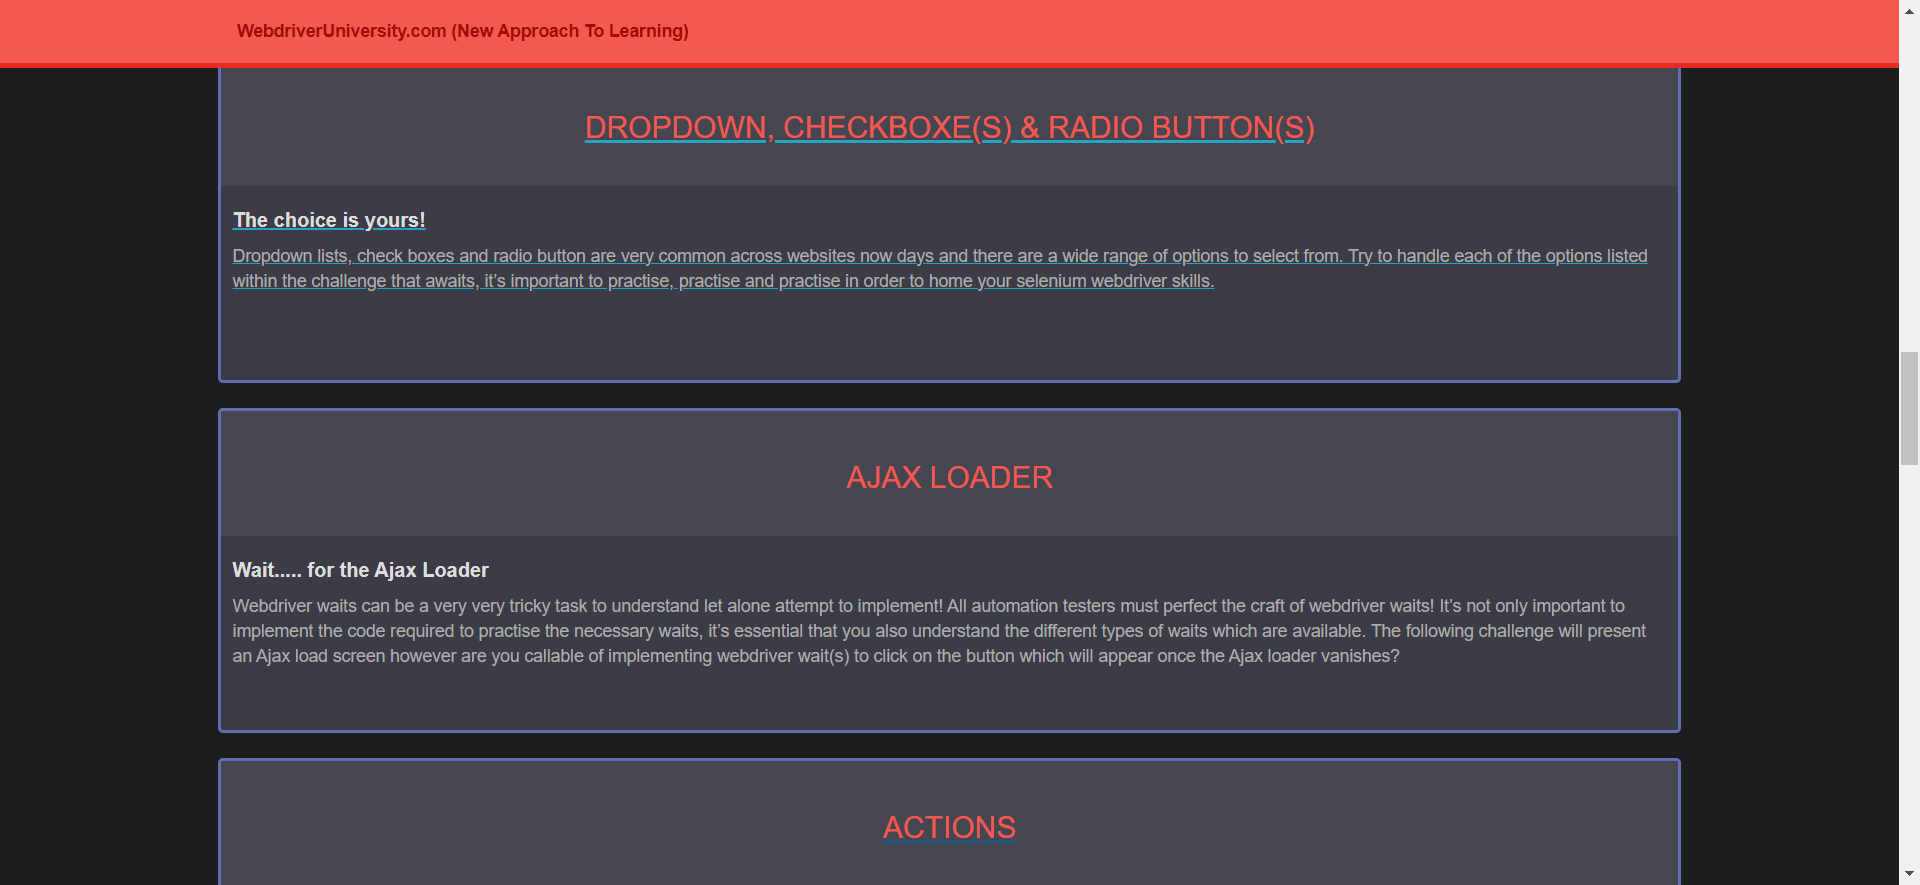 WebdriverUniversity.com (New Approach To Learning)
DROPDOWN, CHECKBOXE(S) & RADIO BUTTON(S)
The choice is yours!
Dropdown lists, check boxes and radio button are very common across websites now days and there are a wide range of options to select from. Try to handle each of the options listed
within the challenge that awaits, it’s important to practise, practise and practise in order to home your selenium webdriver skills.
AJAX LOADER
Wait..... for the Ajax Loader
Webdriver waits can be a very very tricky task to understand let alone attempt to implement! All automation testers must perfect the craft of webdriver waits! It’s not only important to
implement the code required to practise the necessary waits, it’s essential that you also understand the different types of waits which are available. The following challenge will present
an Ajax load screen however are you callable of implementing webdriver wait(s) to click on the button which will appear once the Ajax loader vanishes?
ACTIONS